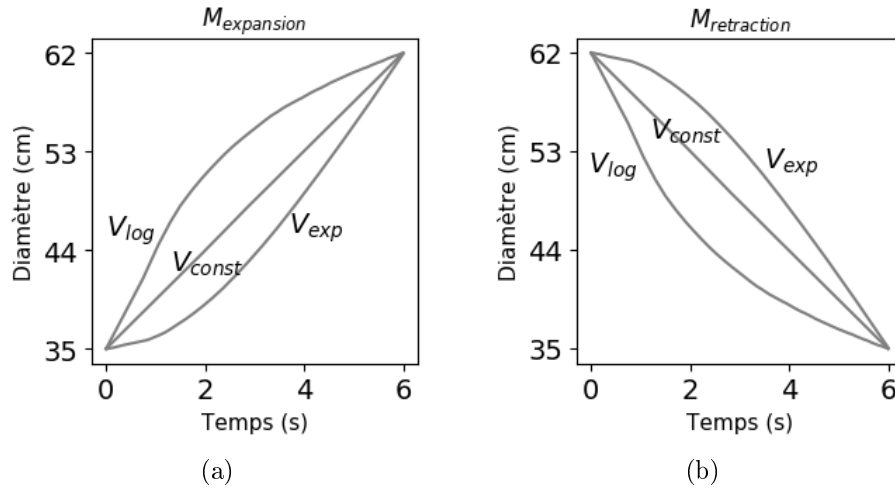 M_expansion
Diamètre (cm)
62
53
44
35
V_log
V_const
V_exp
0 2 4 6
Temps (s)
(a)
M_retraction
Diamètre (cm)
62
53
44
35
V_const
V_log
V_exp
0 2 4 6
Temps (s)
(b)